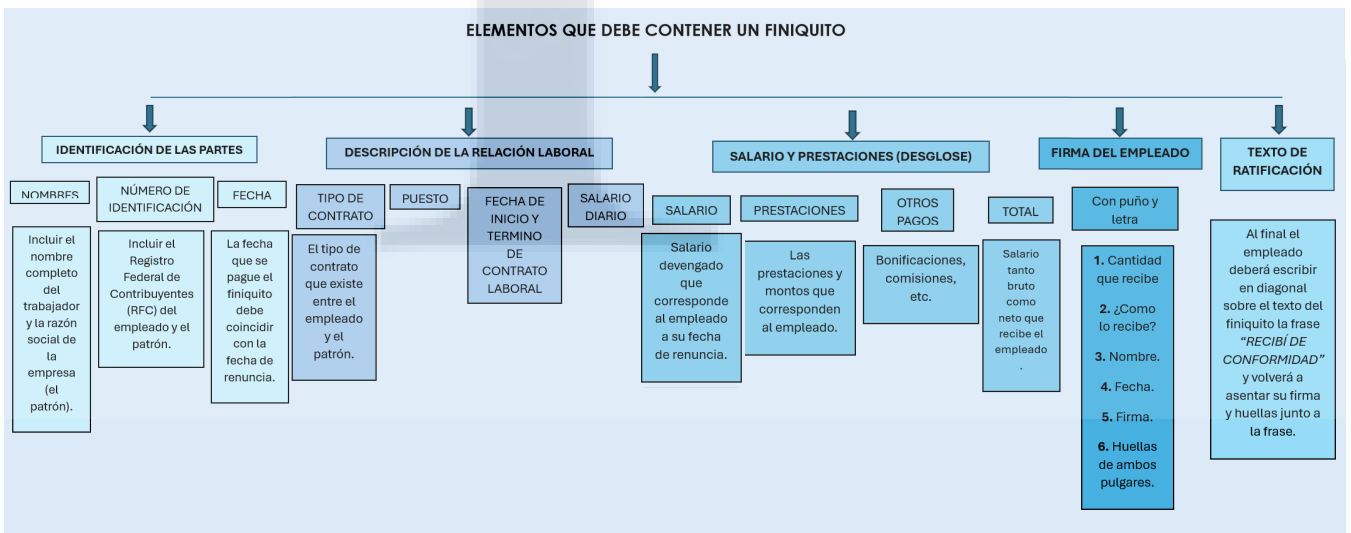 ELEMENTOS QUE DEBE CONTENER UN FINIQUITO
IDENTIFICACIÓN DE LAS PARTES
NOMBRES
Incluir el
nombre
completo
del
trabajador
y la razón
social de
la
empresa
(el
patrón).
NÚMERO DE
IDENTIFICACIÓN
Incluir el
Registro
Federal de
Contribuyentes
(RFC) del
empleado y el
patrón.
FECHA
La fecha
que se
pague el
finiquito
debe
coincidir
con la
fecha de
renuncia.
DESCRIPCIÓN DE LA RELACIÓN LABORAL
TIPO DE
CONTRATO
El tipo de
contrato
que existe
entre el
empleado
y el
patrón.
PUESTO
FECHA DE
INICIO Y
TERMINO
DE
CONTRATO
LABORAL
SALARIO
DIARIO
SALARIO Y PRESTACIONES (DESGLOSE)
SALARIO
Salario
devengado
que
corresponde
al empleado
a su fecha
de renuncia.
PRESTACIONES
Las
prestaciones y
montos que
corresponden
al empleado.
OTROS
PAGOS
Bonificaciones,
comisiones,
etc.
TOTAL
Salario
tanto
bruto
como
neto que
recibe el
empleado
.
FIRMA DEL EMPLEADO
Con puño y
letra
1. Cantidad
que recibe
2. ¿Como
lo recibe?
3. Nombre.
4. Fecha.
5. Firma.
6. Huellas
de ambos
pulgares.
TEXTO DE
RATIFICACIÓN
Al final el
empleado
deberá escribir
en diagonal
sobre el texto del
finiquito la frase
“RECIBÍ DE
CONFORMIDAD”
y volverá a
asentar su firma
y huellas junto a
la frase.